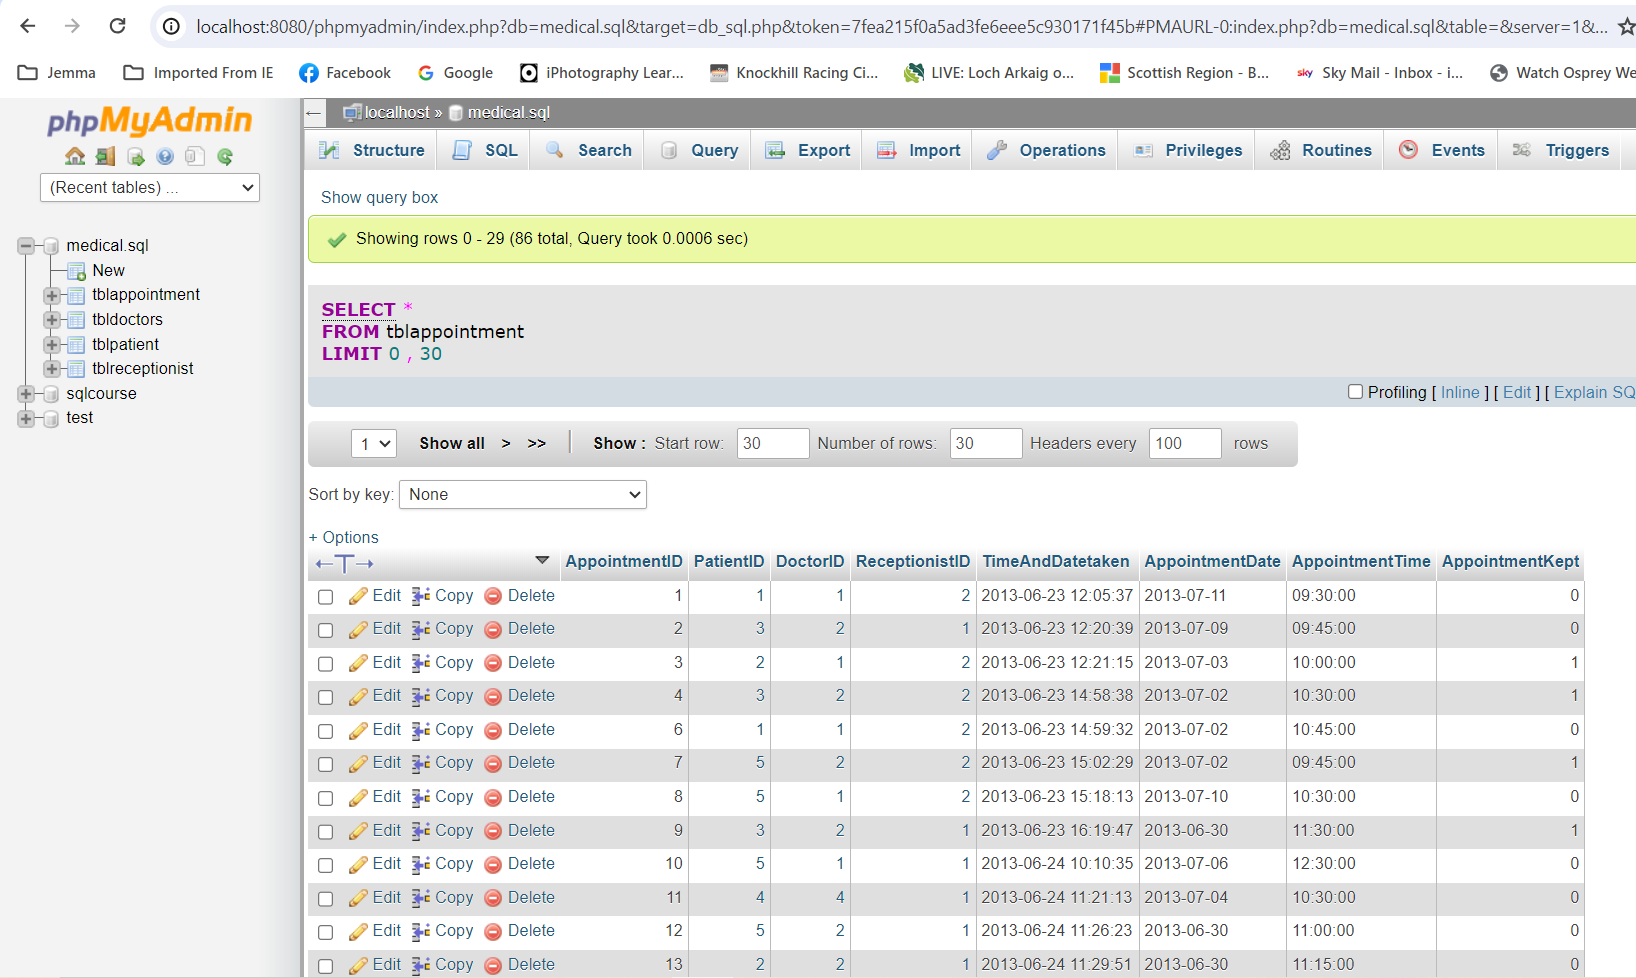 localhost:8080/phpmyadmin/index.php?db=medical.sql&target=db_sql.php&token=7fea215f0a5ad3fe6eee5c930171f45b#PMAURL-0:index.php?db=medical.sql&table=&server=1&...
Jemma Imported From IE Facebook Google iPhotography Lear... Knockhill Racing Ci... LIVE: Loch Arkaig o... Scottish Region - B... sky Sky Mail - Inbox - i... Watch Osprey We
phpMyAdmin
(Recent tables) ...
medical.sql
New
tblappointment
tbldoctors
tblpatient
tblreceptionist
sqlcourse
test
localhost » medical.sql
Structure SQL Search Query Export Import Operations Privileges Routines Events Triggers
Show query box
Showing rows 0 - 29 (86 total, Query took 0.0006 sec)
SELECT *
FROM tblappointment
LIMIT 0 , 30
Profiling [ Inline ] [ Edit ] [ Explain SQ
1 Show all > >> Show : Start row: 30 Number of rows: 30 Headers every 100 rows
Sort by key: None
+ Options
←T→ AppointmentID PatientID DoctorID ReceptionistID TimeAndDatetaken AppointmentDate AppointmentTime AppointmentKept
Edit Copy Delete 1 1 1 2 2013-06-23 12:05:37 2013-07-11 09:30:00 0
Edit Copy Delete 2 3 2 1 2013-06-23 12:20:39 2013-07-09 09:45:00 0
Edit Copy Delete 3 2 1 2 2013-06-23 12:21:15 2013-07-03 10:00:00 1
Edit Copy Delete 4 3 2 2 2013-06-23 14:58:38 2013-07-02 10:30:00 1
Edit Copy Delete 6 1 1 2 2013-06-23 14:59:32 2013-07-02 10:45:00 0
Edit Copy Delete 7 5 2 2 2013-06-23 15:02:29 2013-07-02 09:45:00 1
Edit Copy Delete 8 5 1 2 2013-06-23 15:18:13 2013-07-10 10:30:00 0
Edit Copy Delete 9 3 2 1 2013-06-23 16:19:47 2013-06-30 11:30:00 1
Edit Copy Delete 10 5 1 1 2013-06-24 10:10:35 2013-07-06 12:30:00 0
Edit Copy Delete 11 4 4 1 2013-06-24 11:21:13 2013-07-04 10:30:00 0
Edit Copy Delete 12 5 2 1 2013-06-24 11:26:23 2013-06-30 11:00:00 0
Edit Copy Delete 13 2 2 1 2013-06-24 11:29:51 2013-06-30 11:15:00 0